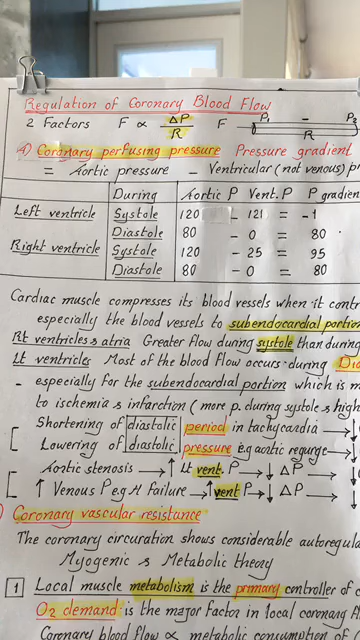 Regulation of Coronary Blood Flow
2 Factors F ∝ ΔP/R F P₁ - P₂ R
a) Coronary perfusing pressure Pressure gradient
= Aortic pressure - Ventricular (not venous) pr
During Aortic P Vent. P P gradien
Left ventricle Systole 120 - 121 = -1
Diastole 80 - 0 = 80
Right ventricle Systole 120 - 25 = 95
Diastole 80 - 0 = 80
Cardiac muscle compresses its blood vessels when it contr
especially the blood vessels to subendocardial portion
Rt ventricles & atria Greater flow during systole than during
Lt ventricles Most of the blood flow occurs during Dia
- especially for the subendocardial portion which is m
to ischemia & infarction (more p. during systole & high
Shortening of diastolic period in tachycardia → ↓
Lowering of diastolic pressure e.g aortic regurge → ↓
Aortic stenosis → ↑ Lt vent. P → ↓ ΔP → ↓
↑ Venous P e.g H Failure → ↑ vent P → ↓ ΔP →
) Coronary vascular resistance
The coronary circuration shows considerable autoregula
Myogenic & Metabolic theory
1 Local muscle metabolism is the primary controller of c
O₂ demand is the major factor in local coronary f
Coronary blood flow ∝ metabolic consumption of